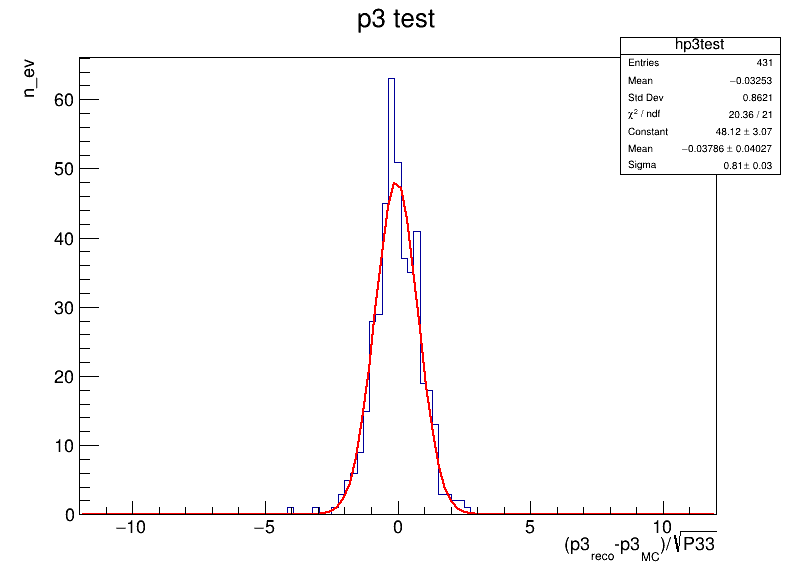 p3 test
hp3test
Entries 431
Mean −0.03253
Std Dev 0.8621
χ² / ndf 20.36 / 21
Constant 48.12 ± 3.07
Mean −0.03786 ± 0.04027
Sigma 0.81 ± 0.03
n_ev
60
50
40
30
20
10
0
−10 −5 0 5 10
(p3reco-p3MC)/√P33